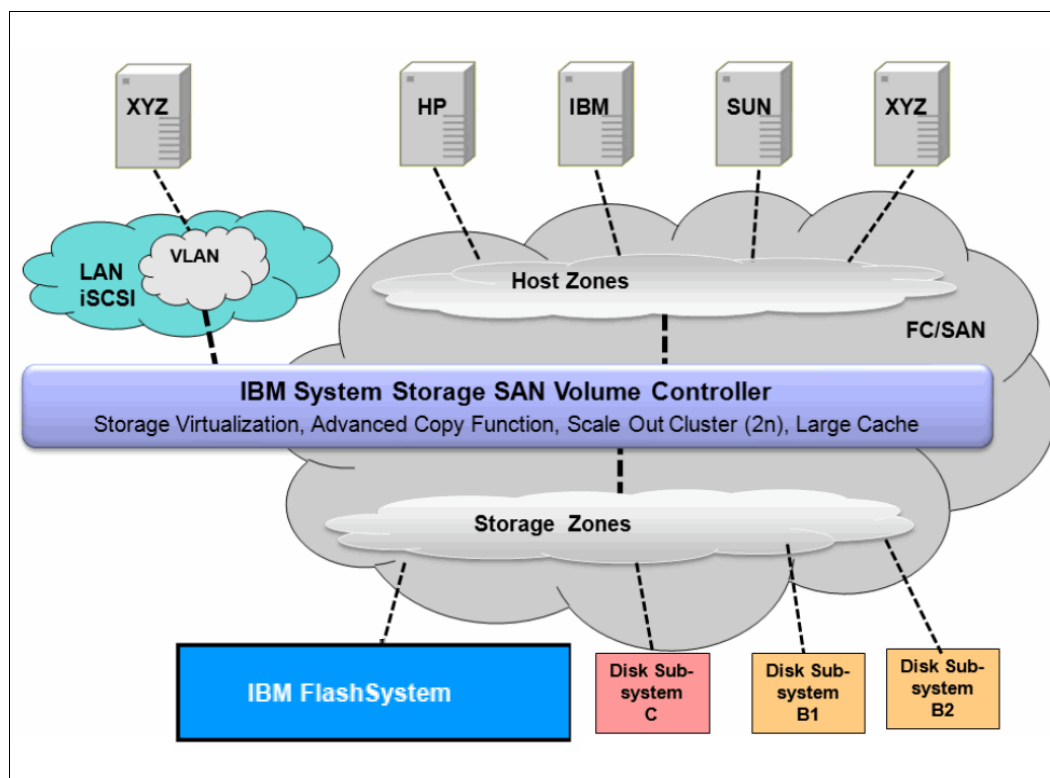 XYZ
HP
IBM
SUN
XYZ
VLAN
LAN
iSCSI
Host Zones
FC/SAN
IBM System Storage SAN Volume Controller
Storage Virtualization, Advanced Copy Function, Scale Out Cluster (2n), Large Cache
Storage Zones
IBM FlashSystem
Disk Sub-
system
C
Disk Sub-
system
B1
Disk Sub-
system
B2